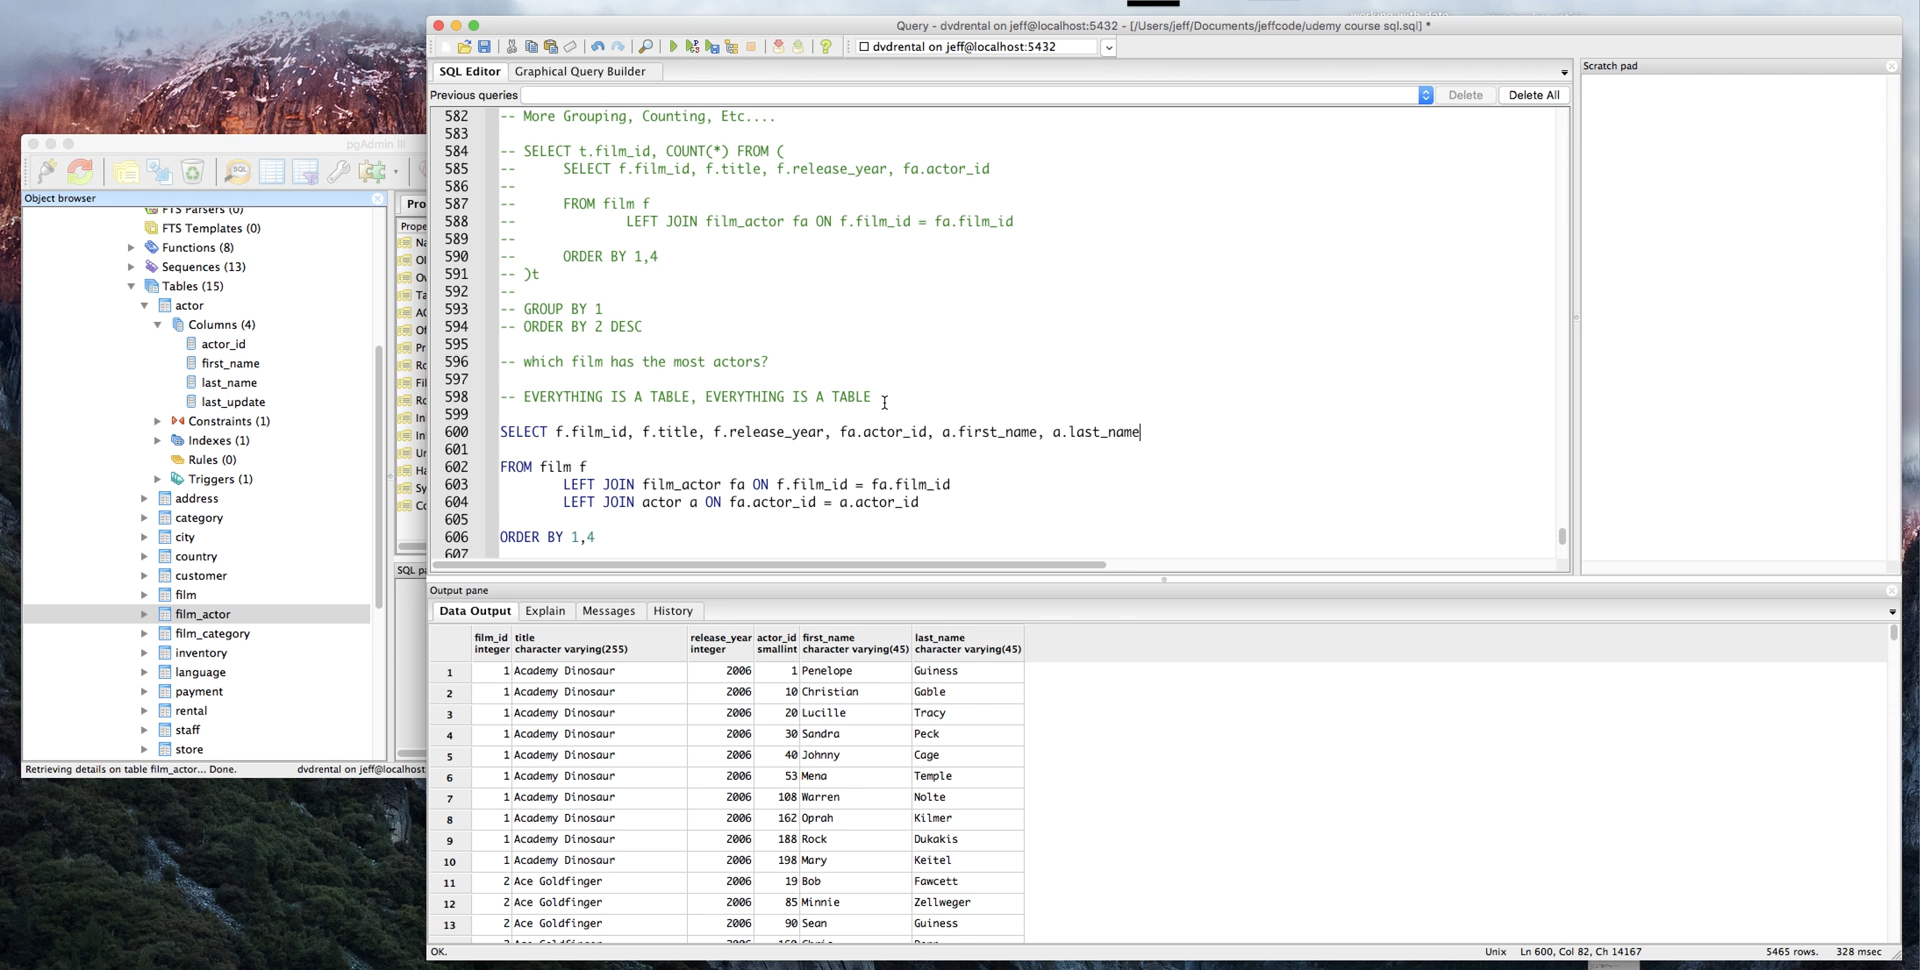 Query - dvdrental on jeff@localhost:5432 - [/Users/jeff/Documents/jeffcode/udemy course sql.sql] *
dvdrental on jeff@localhost:5432
SQL Editor
Graphical Query Builder
Scratch pad
Previous queries
Delete
Delete All
582 -- More Grouping, Counting, Etc....
583
584 -- SELECT t.film_id, COUNT(*) FROM (
585 -- SELECT f.film_id, f.title, f.release_year, fa.actor_id
586 --
587 -- FROM film f
588 -- LEFT JOIN film_actor fa ON f.film_id = fa.film_id
589 --
590 -- ORDER BY 1,4
591 -- )t
592 --
593 -- GROUP BY 1
594 -- ORDER BY 2 DESC
595
596 -- which film has the most actors?
597
598 -- EVERYTHING IS A TABLE, EVERYTHING IS A TABLE
599
600 SELECT f.film_id, f.title, f.release_year, fa.actor_id, a.first_name, a.last_name
601
602 FROM film f
603 LEFT JOIN film_actor fa ON f.film_id = fa.film_id
604 LEFT JOIN actor a ON fa.actor_id = a.actor_id
605
606 ORDER BY 1,4
607
pgAdmin III
Object browser
FTS Parsers (0)
FTS Templates (0)
Functions (8)
Sequences (13)
Tables (15)
actor
Columns (4)
actor_id
first_name
last_name
last_update
Constraints (1)
Indexes (1)
Rules (0)
Triggers (1)
address
category
city
country
customer
film
film_actor
film_category
inventory
language
payment
rental
staff
store
Retrieving details on table film_actor... Done.
dvdrental on jeff@localhost
Output pane
Data Output
Explain
Messages
History
film_id title release_year actor_id first_name last_name
integer character varying(255) integer smallint character varying(45) character varying(45)
1 1 Academy Dinosaur 2006 1 Penelope Guiness
2 1 Academy Dinosaur 2006 10 Christian Gable
3 1 Academy Dinosaur 2006 20 Lucille Tracy
4 1 Academy Dinosaur 2006 30 Sandra Peck
5 1 Academy Dinosaur 2006 40 Johnny Cage
6 1 Academy Dinosaur 2006 53 Mena Temple
7 1 Academy Dinosaur 2006 108 Warren Nolte
8 1 Academy Dinosaur 2006 162 Oprah Kilmer
9 1 Academy Dinosaur 2006 188 Rock Dukakis
10 1 Academy Dinosaur 2006 198 Mary Keitel
11 2 Ace Goldfinger 2006 19 Bob Fawcett
12 2 Ace Goldfinger 2006 85 Minnie Zellweger
13 2 Ace Goldfinger 2006 90 Sean Guiness
OK.
Unix
Ln 600, Col 82, Ch 14167
5465 rows.
328 msec